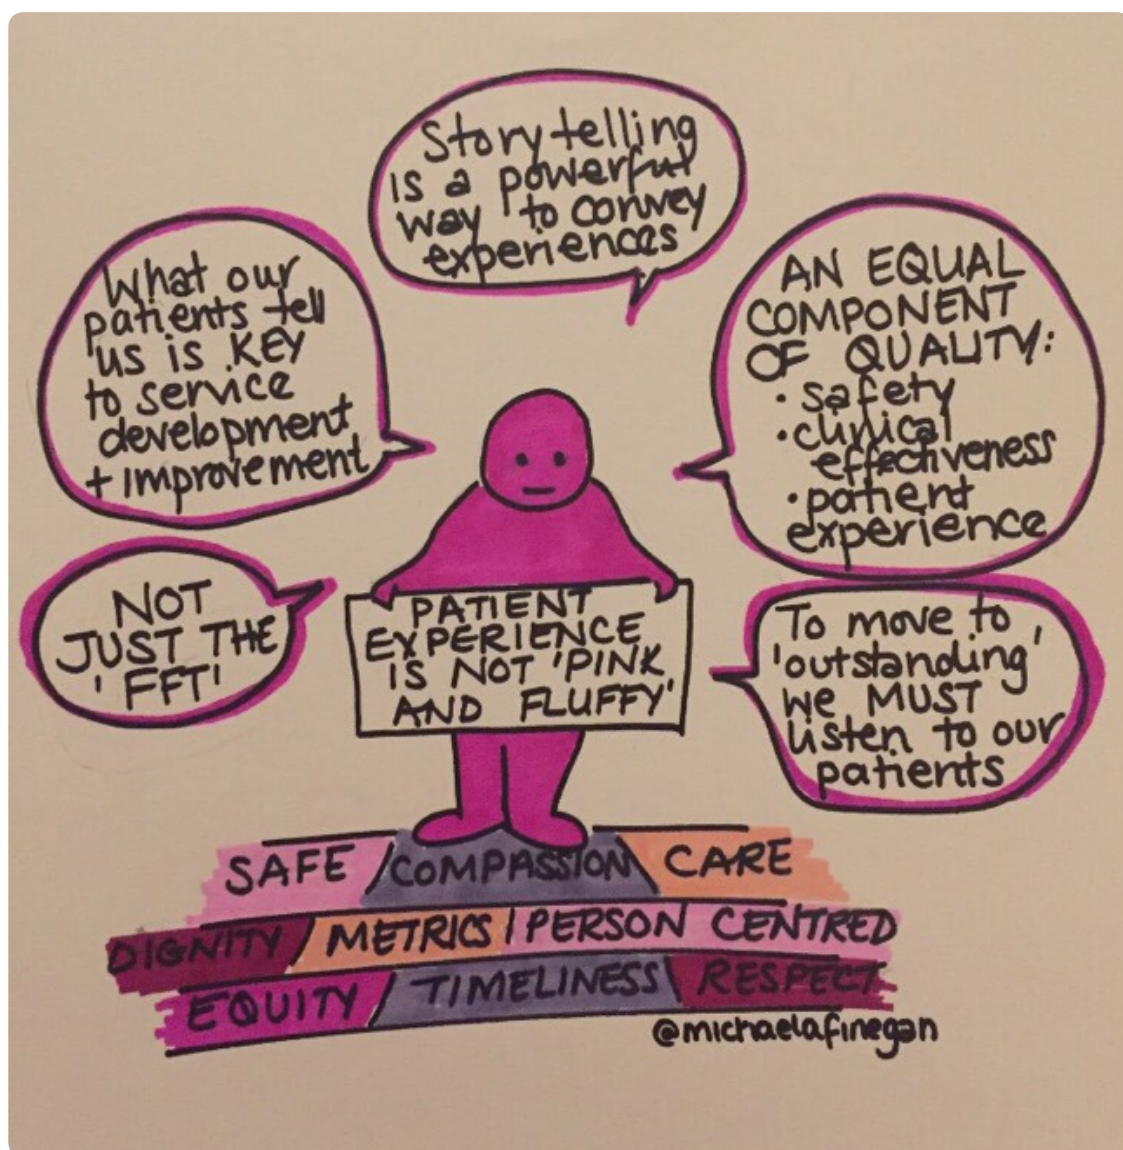 Story telling
is a powerful
way to convey
experiences
What our
patients tell
us is KEY
to service
development
+ improvement
AN EQUAL
COMPONENT
OF QUALITY:
• safety
• clinical
effectiveness
• patient
experience
NOT
JUST THE
'FFT'
PATIENT
EXPERIENCE
IS NOT 'PINK
AND FLUFFY'
To move to
'outstanding'
we MUST
listen to our
patients
SAFE / COMPASSION \ CARE
DIGNITY / METRICS | PERSON CENTRED
EQUITY / TIMELINESS \ RESPECT
@michaelafinegan